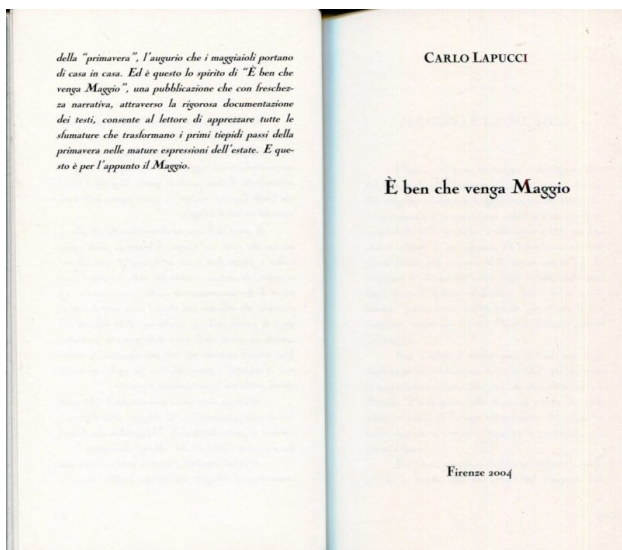 della "primavera", l'augurio che i maggiaioli portano
di casa in casa. Ed è questo lo spirito di "È ben che
venga Maggio", una pubblicazione che con freschez-
za narrativa, attraverso la rigorosa documentazione
dei testi, consente al lettore di apprezzare tutte le
sfumature che trasformano i primi tiepidi passi della
primavera nelle mature espressioni dell'estate. E que-
sto è per l'appunto il Maggio.
CARLO LAPUCCI
È ben che venga Maggio
Firenze 2004